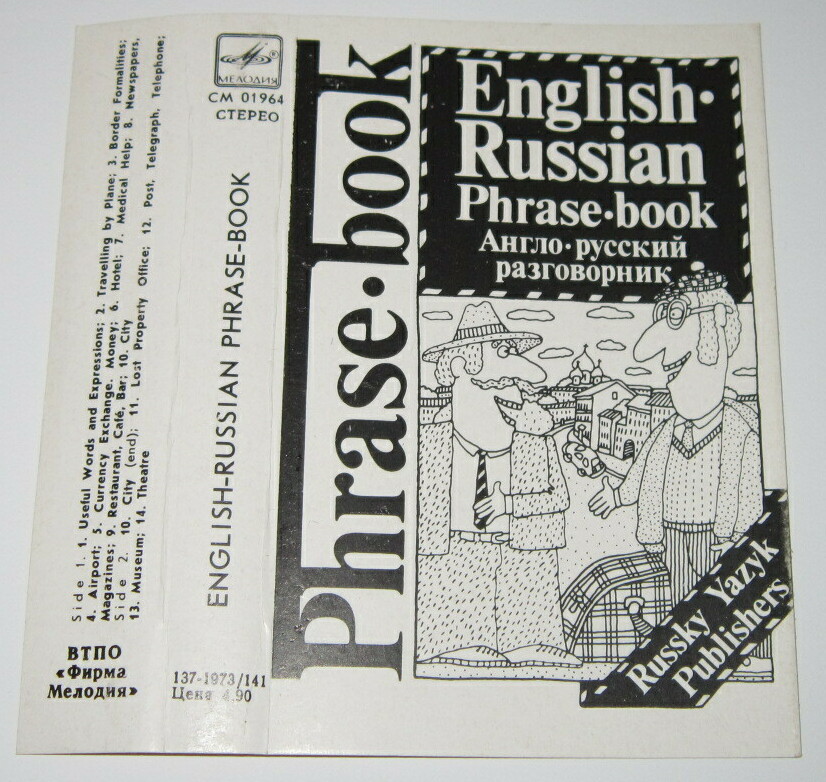 Side 1. 1. Useful Words and Expressions; 2. Travelling by Plane; 3. Border Formalities;
4. Airport; 5. Currency Exchange. Money; 6. Hotel; 7. Medical Help; 8. Newspapers,
Magazines; 9. Restaurant, Café, Bar; 10. City
Side 2. 10. City (end); 11. Lost Property Office; 12. Post, Telegraph, Telephone;
13. Museum; 14. Theatre
ВТПО
«Фирма
Мелодия»
МЕЛОДИЯ
СМ 01964
СТЕРЕО
ENGLISH-RUSSIAN PHRASE-BOOK
137-1973/141
Цена 4.90
Phrase·book
English·
Russian
Phrase·book
Англо·русский
разговорник
Russky Yazyk
Publishers